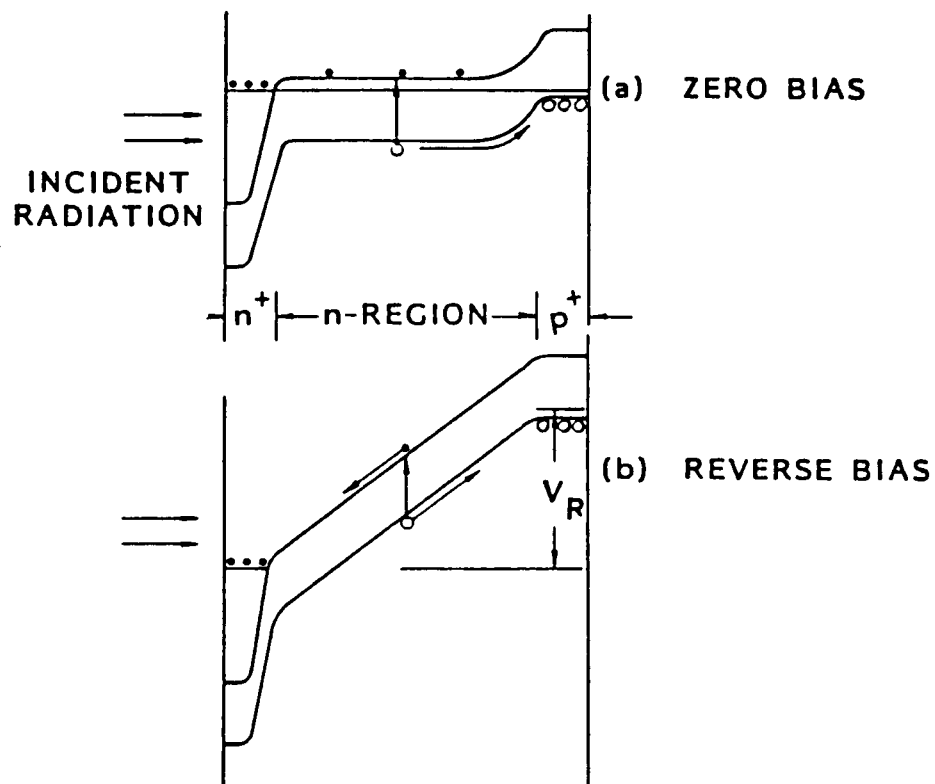 (a) ZERO BIAS
INCIDENT
RADIATION
n+
n-REGION
p+
(b) REVERSE BIAS
VR